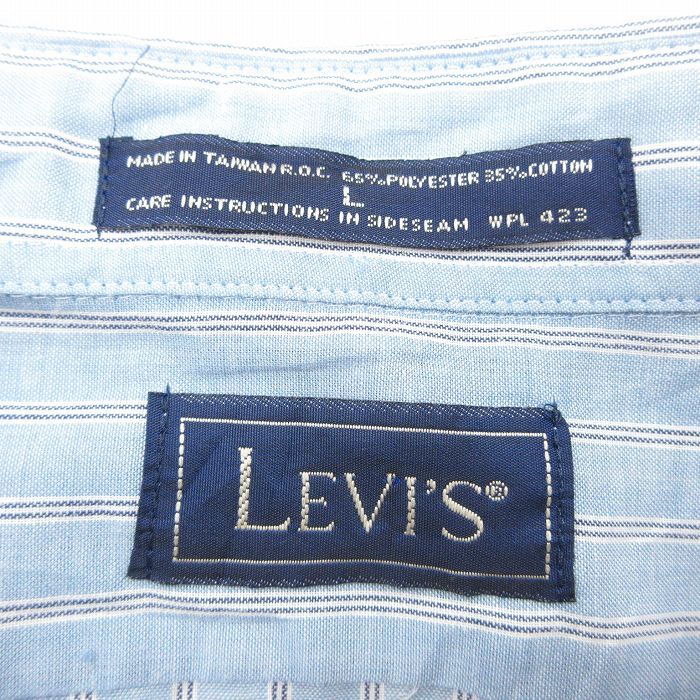 MADE IN TAIWAN R.O.C. 65% POLYESTER 35% COTTON
L
CARE INSTRUCTIONS IN SIDESEAM WPL 423
LEVI'S®